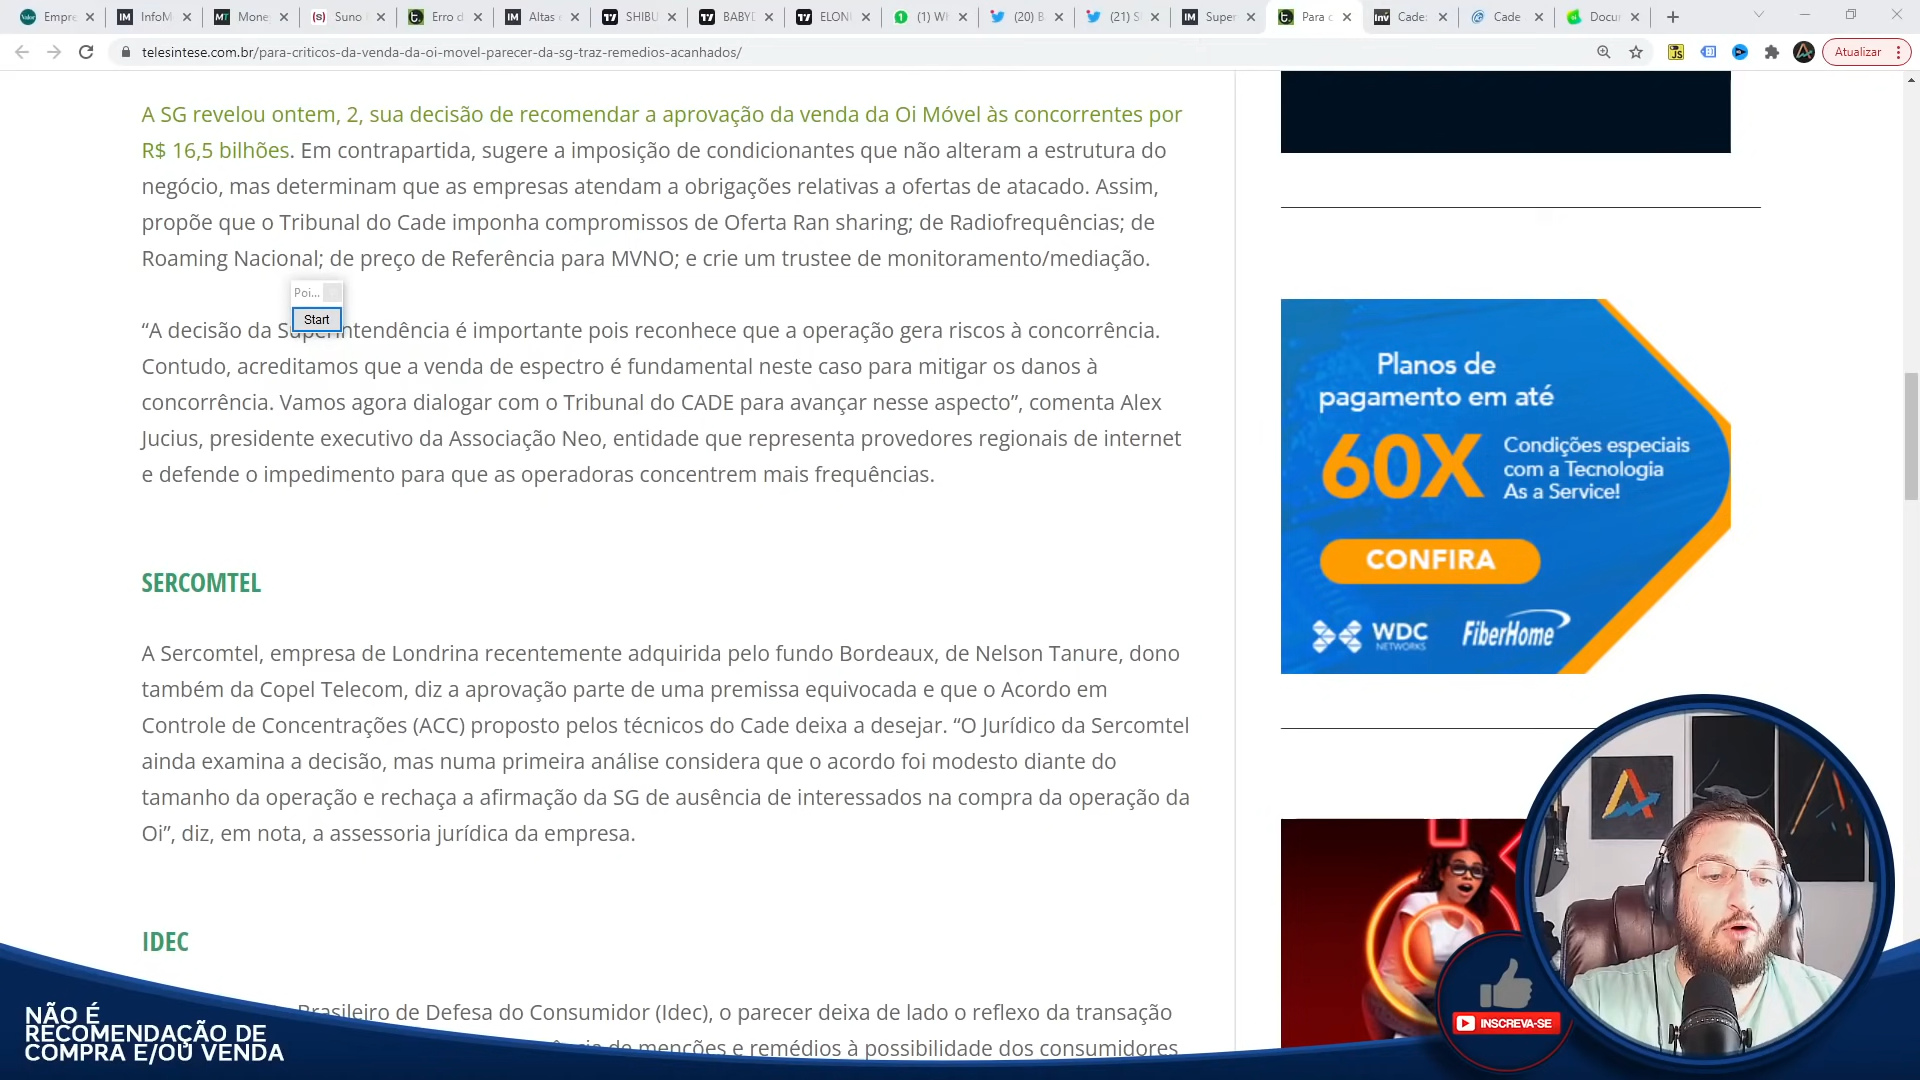 Empre
InfoM
Mone
Suno
Erro d
Altas
SHIBU
BABYD
ELON
(1) W
(20) B
(21) S
Super
Para c
Cade
Cade
Docur
telesintese.com.br/para-criticos-da-venda-da-oi-movel-parecer-da-sg-traz-remedios-acanhados/
Atualizar
A SG revelou ontem, 2, sua decisão de recomendar a aprovação da venda da Oi Móvel às concorrentes por
R$ 16,5 bilhões. Em contrapartida, sugere a imposição de condicionantes que não alteram a estrutura do
negócio, mas determinam que as empresas atendam a obrigações relativas a ofertas de atacado. Assim,
propõe que o Tribunal do Cade imponha compromissos de Oferta Ran sharing; de Radiofrequências; de
Roaming Nacional; de preço de Referência para MVNO; e crie um trustee de monitoramento/mediação.
Poi...
Start
“A decisão da Superintendência é importante pois reconhece que a operação gera riscos à concorrência.
Contudo, acreditamos que a venda de espectro é fundamental neste caso para mitigar os danos à
concorrência. Vamos agora dialogar com o Tribunal do CADE para avançar nesse aspecto”, comenta Alex
Jucius, presidente executivo da Associação Neo, entidade que representa provedores regionais de internet
e defende o impedimento para que as operadoras concentrem mais frequências.
SERCOMTEL
A Sercomtel, empresa de Londrina recentemente adquirida pelo fundo Bordeaux, de Nelson Tanure, dono
também da Copel Telecom, diz a aprovação parte de uma premissa equivocada e que o Acordo em
Controle de Concentrações (ACC) proposto pelos técnicos do Cade deixa a desejar. “O Jurídico da Sercomtel
ainda examina a decisão, mas numa primeira análise considera que o acordo foi modesto diante do
tamanho da operação e rechaça a afirmação da SG de ausência de interessados na compra da operação da
Oi”, diz, em nota, a assessoria jurídica da empresa.
IDEC
Brasileiro de Defesa do Consumidor (Idec), o parecer deixa de lado o reflexo da transação
de menções e remédios à possibilidade dos consumidores
Planos de
pagamento em até
60X
Condições especiais
com a Tecnologia
As a Service!
CONFIRA
WDC
NETWORKS
FiberHome
INSCREVA-SE
NÃO É
RECOMENDAÇÃO DE
COMPRA E/OU VENDA